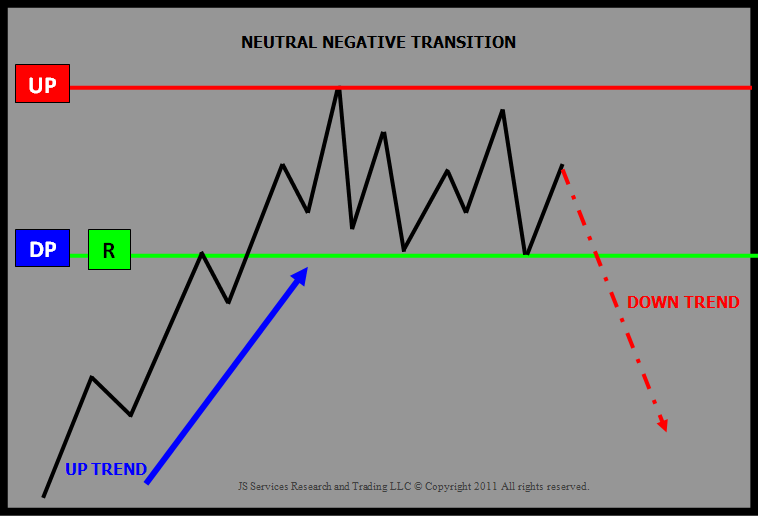 NEUTRAL NEGATIVE TRANSITION
UP
DP
R
DOWN TREND
UP TREND
JS Services Research and Trading LLC © Copyright 2011 All rights reserved.